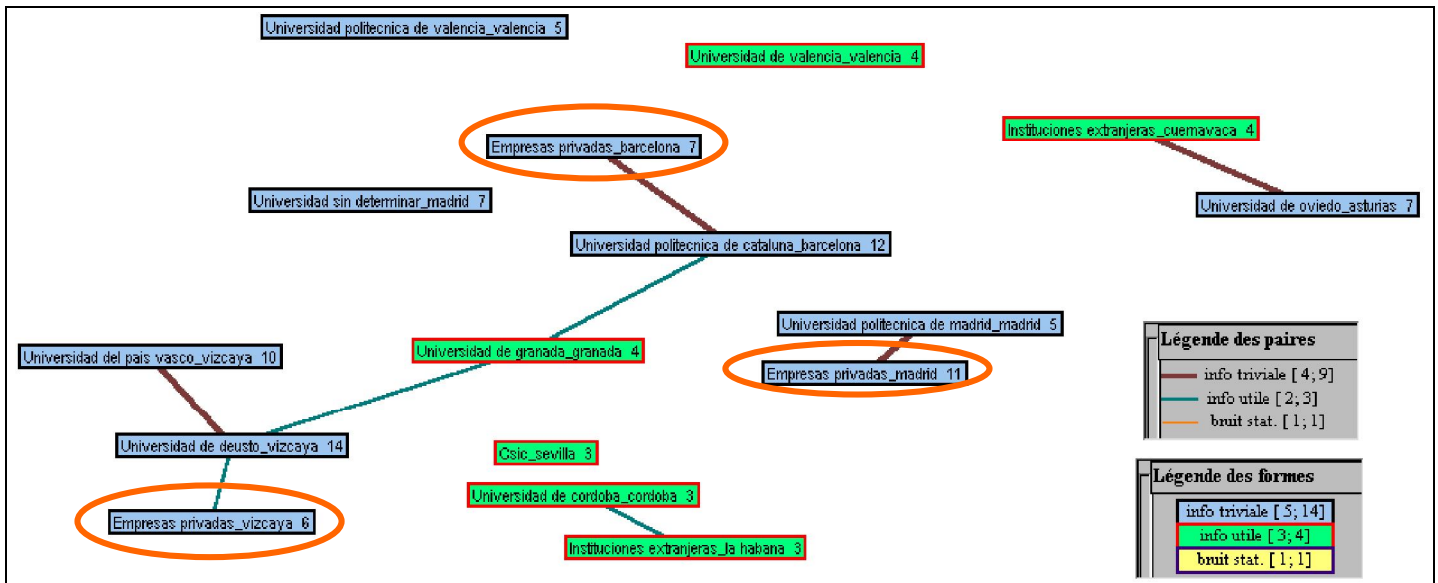 Universidad politecnica de valencia_valencia 5
Universidad de valencia_valencia 4
Instituciones extranjeras_cuernavaca 4
Empresas privadas_barcelona 7
Universidad sin determinar_madrid 7
Universidad de oviedo_asturias 7
Universidad politecnica de cataluna_barcelona 12
Universidad politecnica de madrid_madrid 5
Universidad de granada_granada 4
Universidad del pais vasco_vizcaya 10
Empresas privadas_madrid 11
Universidad de deusto_vizcaya 14
Csic_sevilla 3
Universidad de cordoba_cordoba 3
Empresas privadas_vizcaya 6
Instituciones extranjeras_la habana 3
Légende des paires
info triviale [ 4; 9]
info utile [ 2; 3]
bruit stat. [ 1; 1]
Légende des formes
info triviale [ 5; 14]
info utile [ 3; 4]
bruit stat. [ 1; 1]